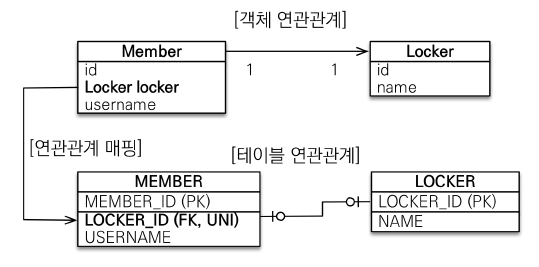 [객체 연관관계]
Member
id
Locker locker
username
1
1
Locker
id
name
[연관관계 매핑]
[테이블 연관관계]
MEMBER
MEMBER_ID (PK)
LOCKER_ID (FK, UNI)
USERNAME
LOCKER
LOCKER_ID (PK)
NAME